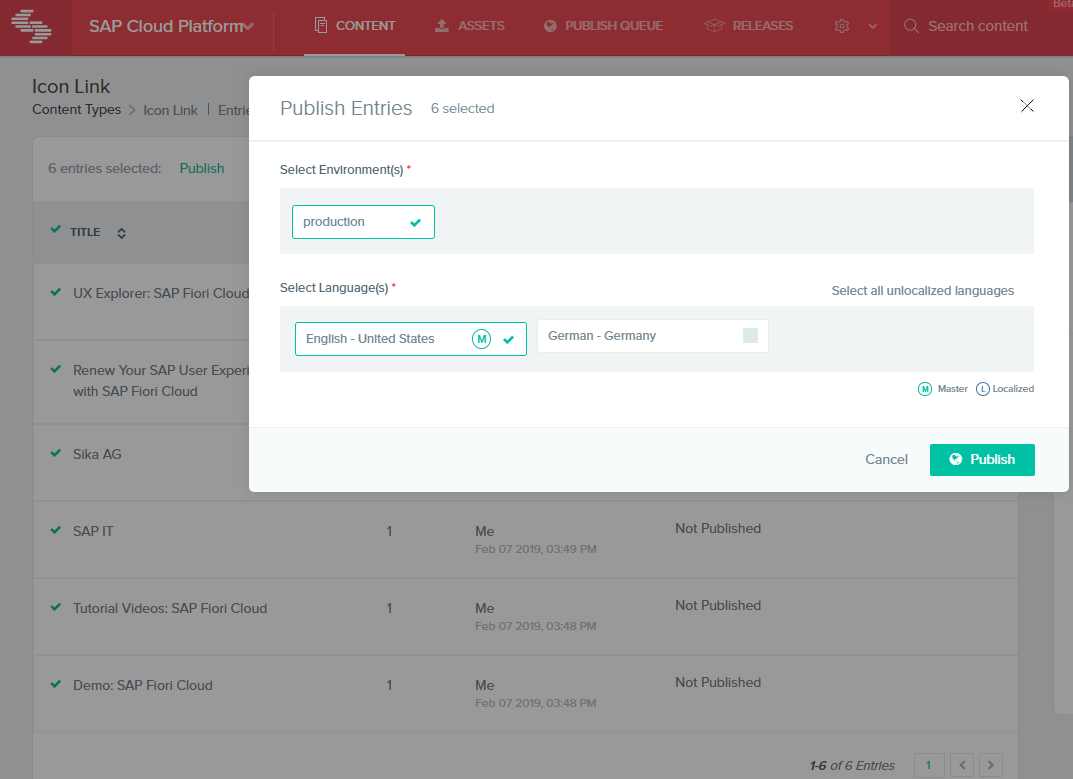 Beta
SAP Cloud Platform
CONTENT
ASSETS
PUBLISH QUEUE
RELEASES
Search content
Icon Link
Content Types > Icon Link | Entrie
6 entries selected: Publish
TITLE
UX Explorer: SAP Fiori Cloud
Renew Your SAP User Experi
with SAP Fiori Cloud
Sika AG
Publish Entries 6 selected
Select Environment(s) *
production
Select Language(s) *
Select all unlocalized languages
English - United States M
German - Germany
M Master L Localized
Cancel
Publish
SAP IT 1 Me Not Published
Feb 07 2019, 03:49 PM
Tutorial Videos: SAP Fiori Cloud 1 Me Not Published
Feb 07 2019, 03:48 PM
Demo: SAP Fiori Cloud 1 Me Not Published
Feb 07 2019, 03:48 PM
1-6 of 6 Entries 1 < >